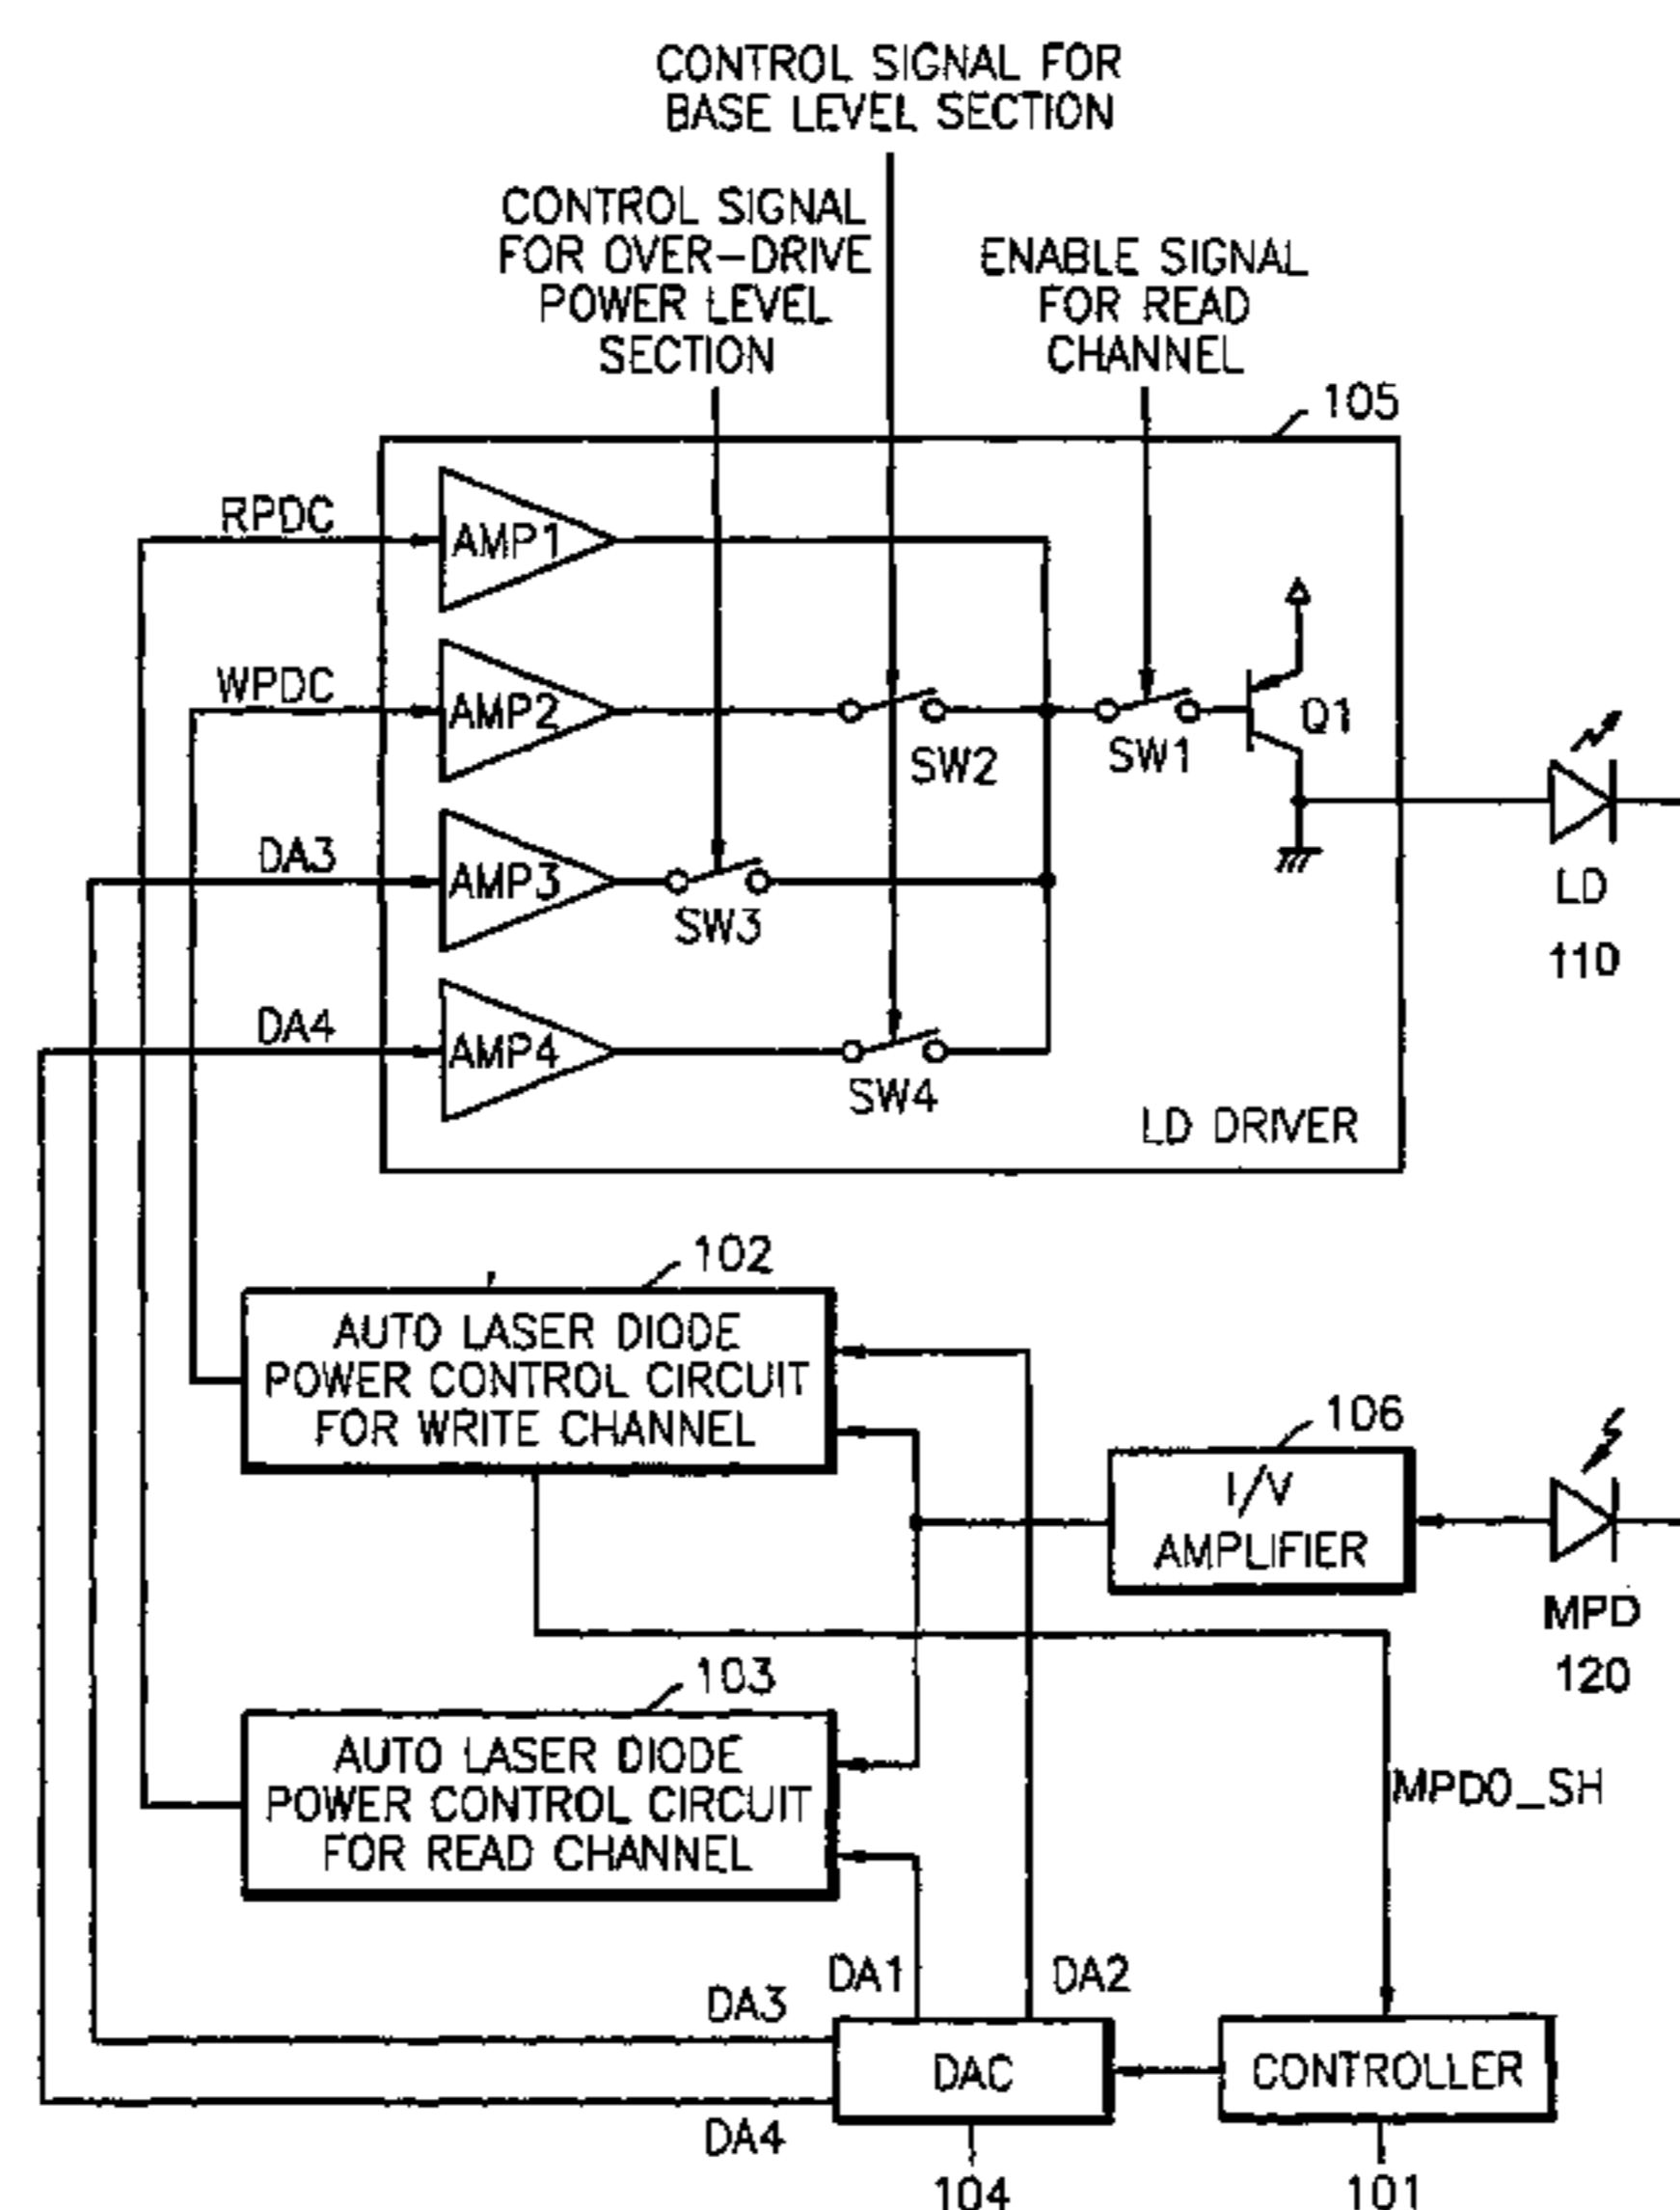 CONTROL SIGNAL FOR
BASE LEVEL SECTION
CONTROL SIGNAL
FOR OVER-DRIVE
POWER LEVEL
SECTION
ENABLE SIGNAL
FOR READ
CHANNEL
105
RPDC
AMP1
WPDC
AMP2
SW2
SW1
Q1
DA3
AMP3
SW3
LD
110
DA4
AMP4
SW4
LD DRIVER
102
AUTO LASER DIODE
POWER CONTROL CIRCUIT
FOR WRITE CHANNEL
106
I/V
AMPLIFIER
MPD
120
103
AUTO LASER DIODE
POWER CONTROL CIRCUIT
FOR READ CHANNEL
MPDO_SH
DA1
DA2
DA3
DAC
CONTROLLER
DA4
104
101